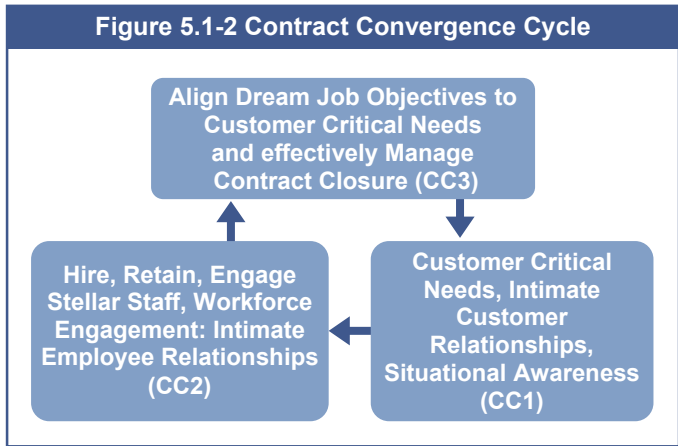 Figure 5.1-2 Contract Convergence Cycle
Align Dream Job Objectives to
Customer Critical Needs
and effectively Manage
Contract Closure (CC3)
Hire, Retain, Engage
Stellar Staff, Workforce
Engagement: Intimate
Employee Relationships
(CC2)
Customer Critical
Needs, Intimate
Customer
Relationships,
Situational Awareness
(CC1)